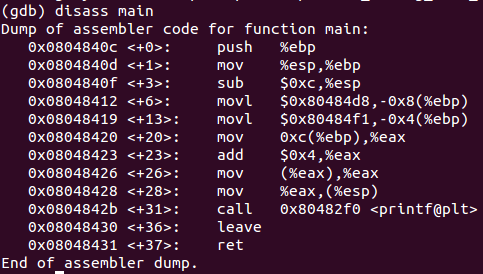 (gdb) disass main
Dump of assembler code for function main:
0x0804840c <+0>: push %ebp
0x0804840d <+1>: mov %esp,%ebp
0x0804840f <+3>: sub $0xc,%esp
0x08048412 <+6>: movl $0x80484d8,-0x8(%ebp)
0x08048419 <+13>: movl $0x80484f1,-0x4(%ebp)
0x08048420 <+20>: mov 0xc(%ebp),%eax
0x08048423 <+23>: add $0x4,%eax
0x08048426 <+26>: mov (%eax),%eax
0x08048428 <+28>: mov %eax,(%esp)
0x0804842b <+31>: call 0x80482f0 <printf@plt>
0x08048430 <+36>: leave
0x08048431 <+37>: ret
End of assembler dump.